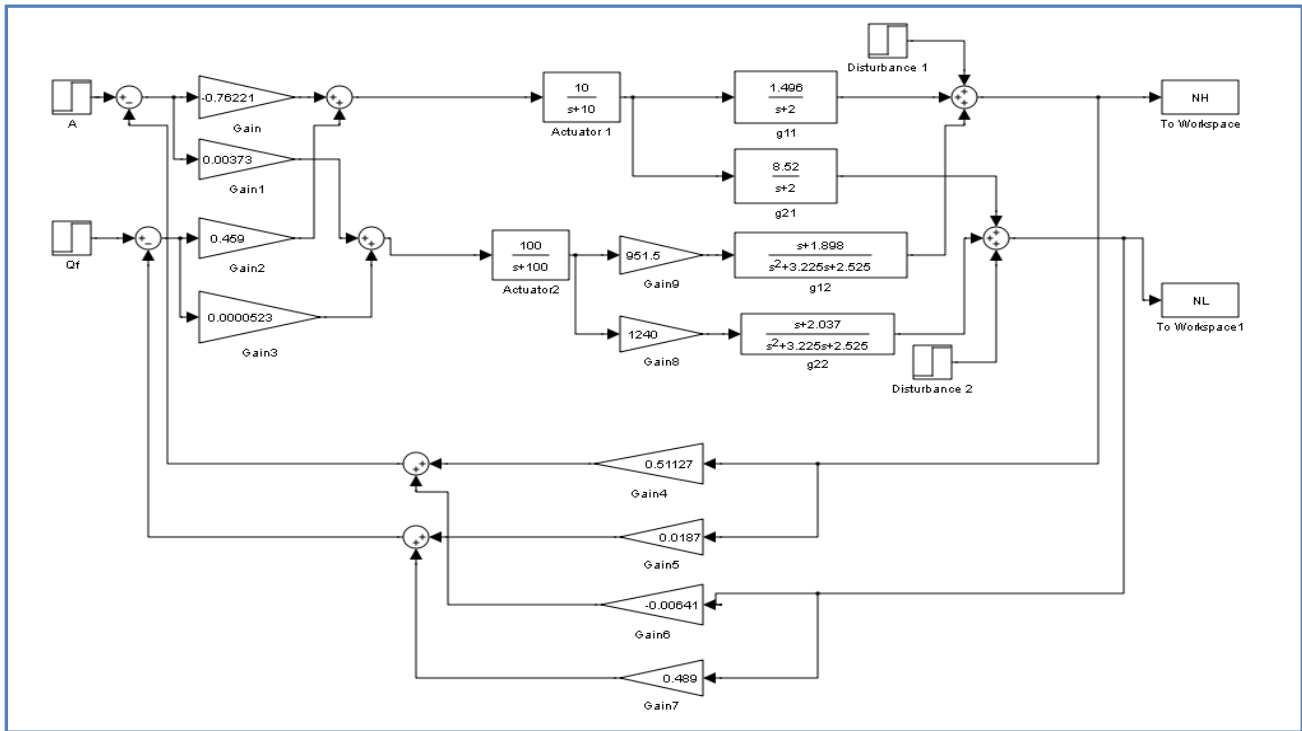 Disturbance 1
A
-0.76221
Gain
10
s+10
Actuator 1
1.496
s+2
g11
NH
To Workspace
0.00373
Gain1
8.52
s+2
g21
Qf
0.459
Gain2
100
s+100
Actuator2
951.5
Gain9
s+1.898
s²+3.225s+2.525
g12
0.0000523
Gain3
1240
Gain8
s+2.037
s²+3.225s+2.525
g22
NL
To Workspace1
Disturbance 2
0.51127
Gain4
0.0187
Gain5
-0.00641
Gain6
0.489
Gain7